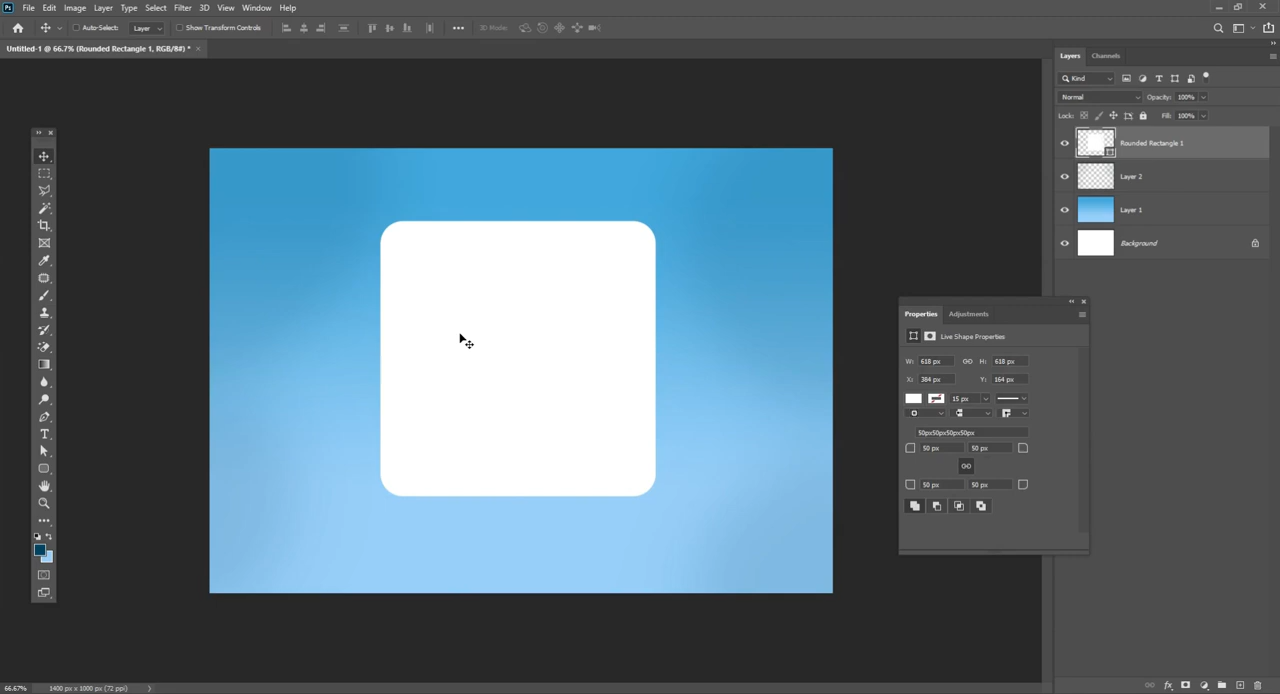 Ps File Edit Image Layer Type Select Filter 3D View Window Help
Auto-Select: Layer Show Transform Controls 3D Mode:
Untitled-1 @ 66.7% (Rounded Rectangle 1, RGB/8#) *
Layers Channels
Kind
Normal Opacity: 100%
Lock: Fill: 100%
Rounded Rectangle 1
Layer 2
Layer 1
Background
Properties Adjustments
Live Shape Properties
W: 618 px H: 618 px
X: 384 px Y: 164 px
15 px
50px50px50px50px
50 px 50 px
50 px 50 px
66.67% 1400 px x 1000 px (72 ppi)